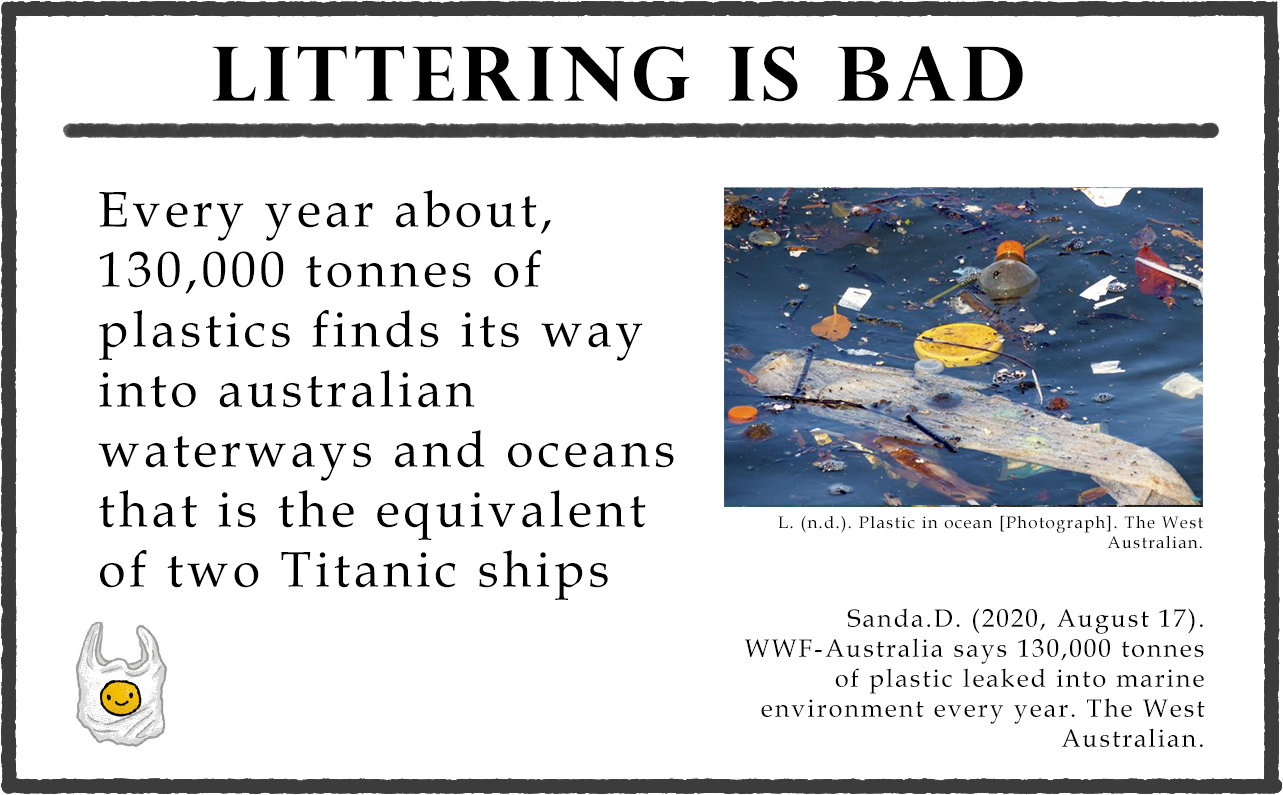 LITTERING IS BAD
Every year about,
130,000 tonnes of
plastics finds its way
into australian
waterways and oceans
that is the equivalent
of two Titanic ships
L. (n.d.). Plastic in ocean [Photograph]. The West
Australian.
Sanda.D. (2020, August 17).
WWF-Australia says 130,000 tonnes
of plastic leaked into marine
environment every year. The West
Australian.